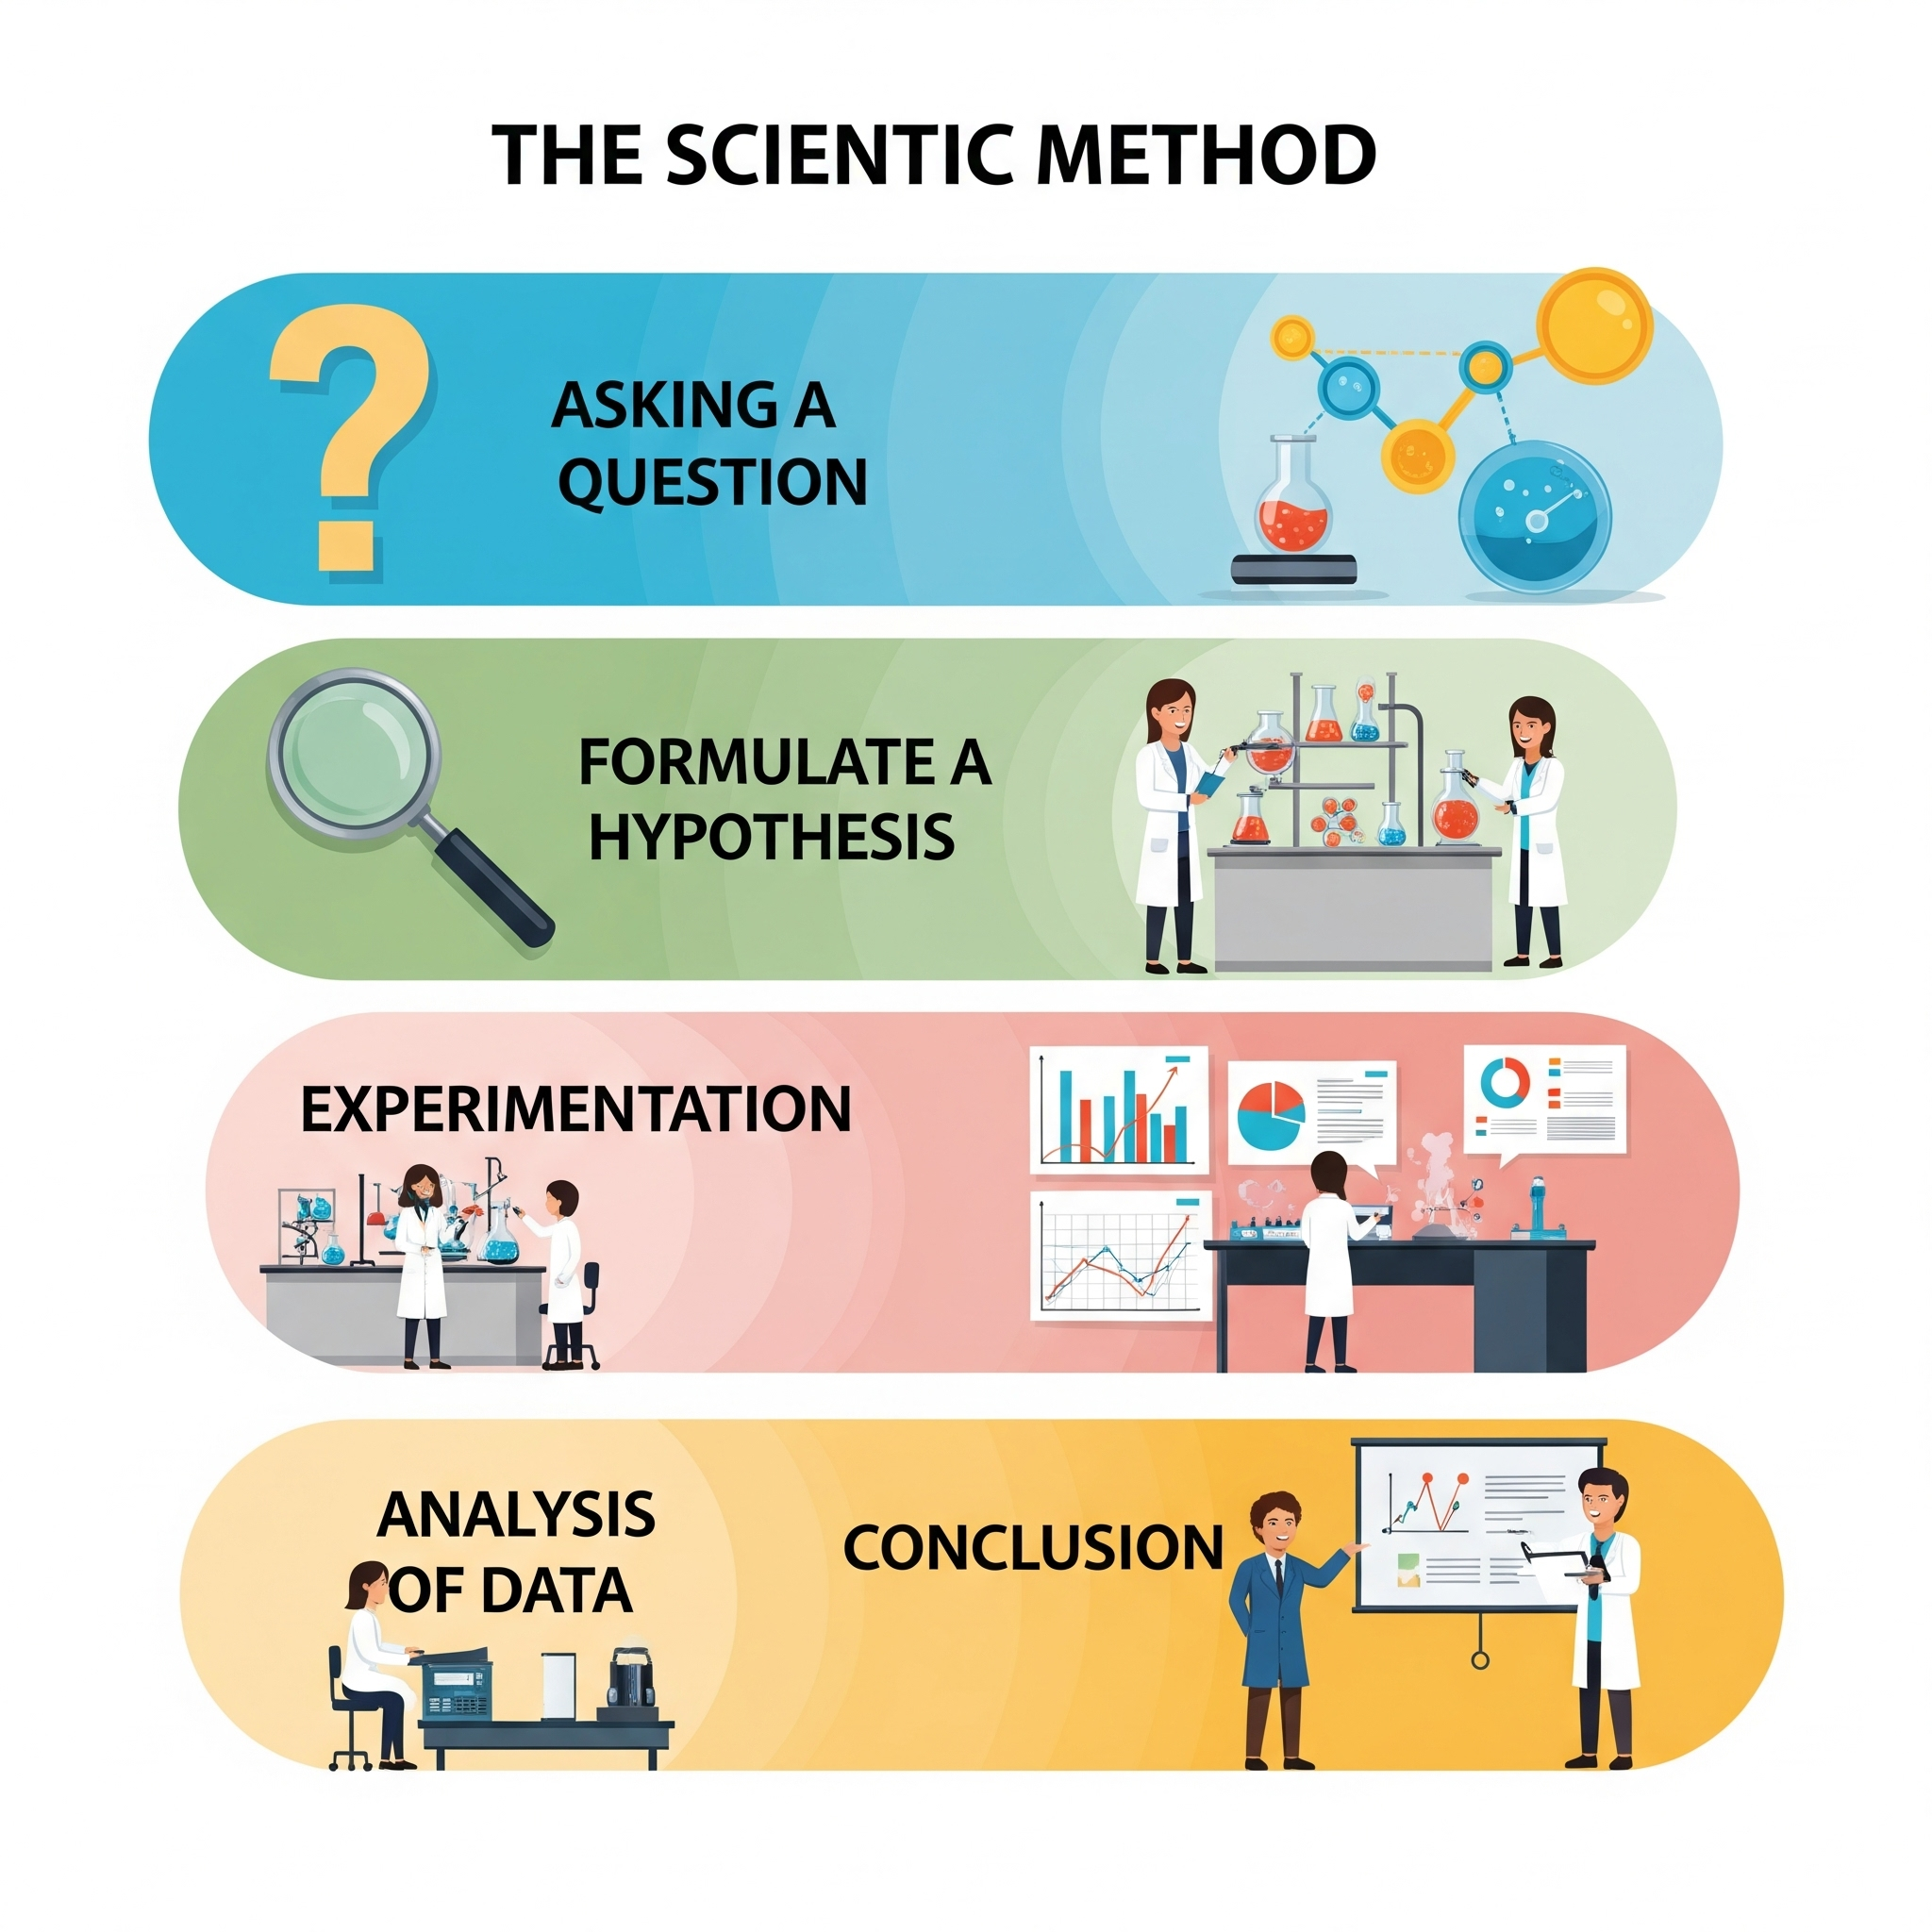 THE SCIENTIC METHOD
ASKING A
QUESTION
FORMULATE A
HYPOTHESIS
EXPERIMENTATION
ANALYSIS
OF DATA
CONCLUSION